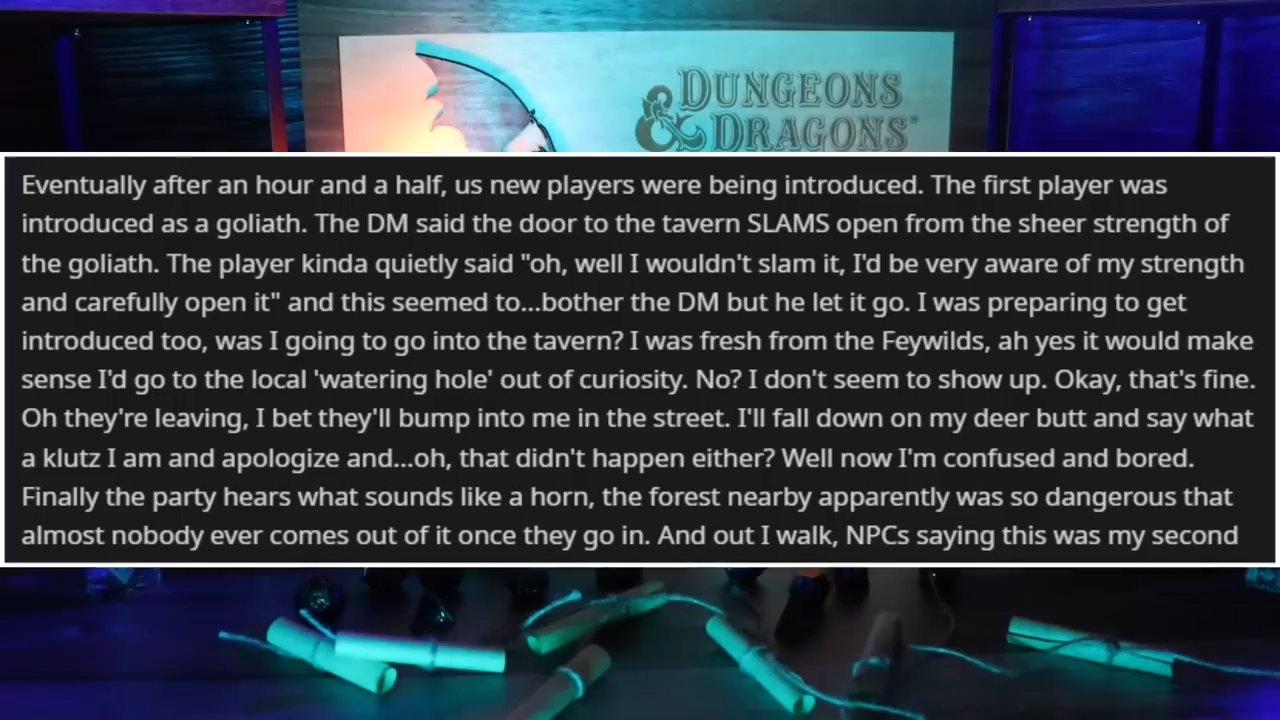 DUNGEONS
& DRAGONS®
Eventually after an hour and a half, us new players were being introduced. The first player was
introduced as a goliath. The DM said the door to the tavern SLAMS open from the sheer strength of
the goliath. The player kinda quietly said "oh, well I wouldn't slam it, I'd be very aware of my strength
and carefully open it" and this seemed to...bother the DM but he let it go. I was preparing to get
introduced too, was I going to go into the tavern? I was fresh from the Feywilds, ah yes it would make
sense I'd go to the local 'watering hole' out of curiosity. No? I don't seem to show up. Okay, that's fine.
Oh they're leaving, I bet they'll bump into me in the street. I'll fall down on my deer butt and say what
a klutz I am and apologize and...oh, that didn't happen either? Well now I'm confused and bored.
Finally the party hears what sounds like a horn, the forest nearby apparently was so dangerous that
almost nobody ever comes out of it once they go in. And out I walk, NPCs saying this was my second